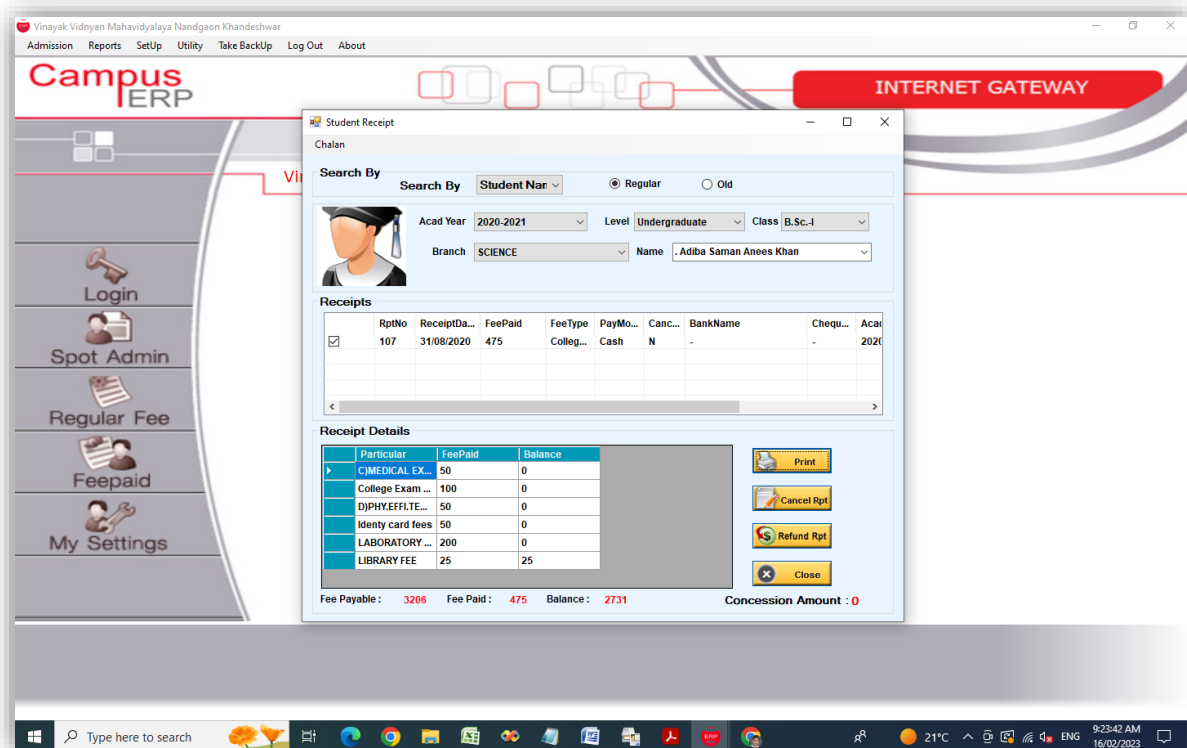 Vinayak Vidnyan Mahavidyalaya Nandgaon Khandeshwar
Admission Reports SetUp Utility Take BackUp Log Out About
Campus
ERP
INTERNET GATEWAY
Student Receipt
Chalan
Vi
Search By
Search By Student Nar Regular Old
Acad Year 2020-2021 Level Undergraduate Class B.Sc.-I
Branch SCIENCE Name . Adiba Saman Anees Khan
Receipts
RptNo ReceiptDa... FeePaid FeeType PayMo... Canc... BankName Chequ... Acad
107 31/08/2020 475 Colleg... Cash N - - 2020
Receipt Details
Particular FeePaid Balance
C)MEDICAL EX... 50 0
College Exam ... 100 0
D)PHY.EFFI.TE... 50 0
Identy card fees 50 0
LABORATORY ... 200 0
LIBRARY FEE 25 25
Print
Cancel Rpt
Refund Rpt
Close
Fee Payable : 3206 Fee Paid : 475 Balance : 2731 Concession Amount : 0
Login
Spot Admin
Regular Fee
Feepaid
My Settings
Type here to search
ERP
21°C ENG 9:23:42 AM
16/02/2023